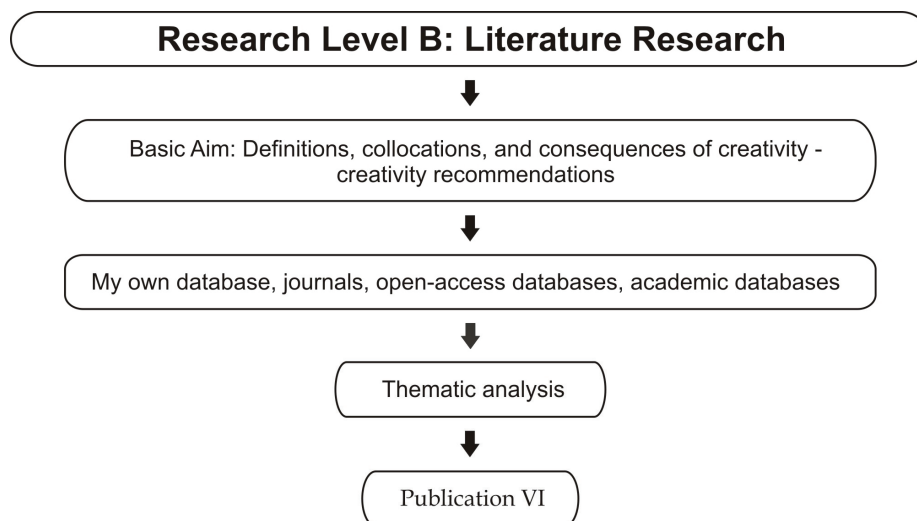 Research Level B: Literature Research
Basic Aim: Definitions, collocations, and consequences of creativity -
creativity recommendations
My own database, journals, open-access databases, academic databases
Thematic analysis
Publication VI